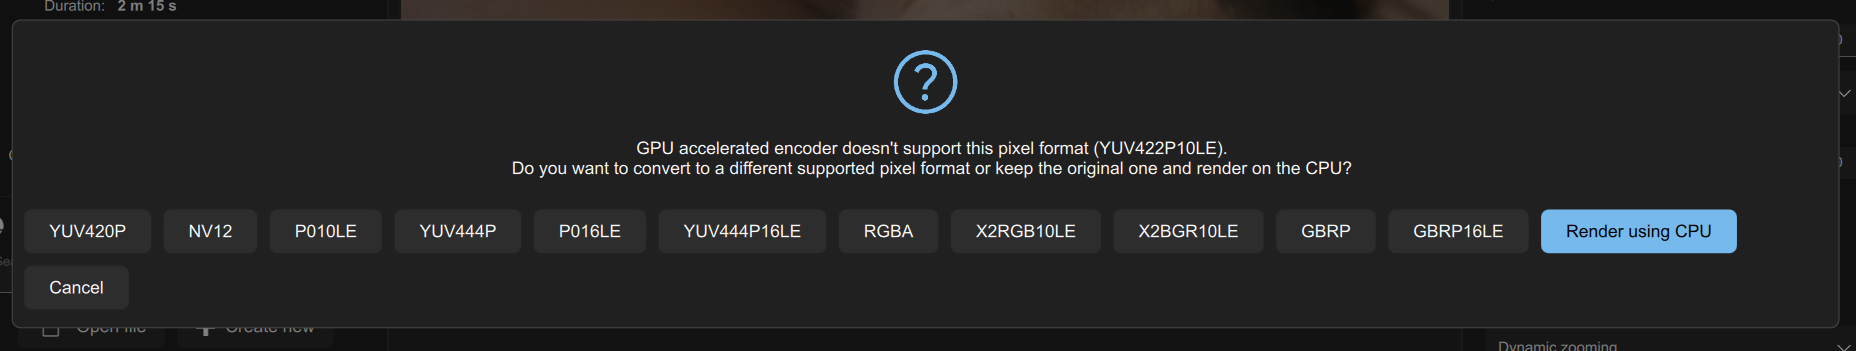 Duration: 2 m 15 s
?
GPU accelerated encoder doesn't support this pixel format (YUV422P10LE).
Do you want to convert to a different supported pixel format or keep the original one and render on the CPU?
YUV420P NV12 P010LE YUV444P P016LE YUV444P16LE RGBA X2RGB10LE X2BGR10LE GBRP GBRP16LE Render using CPU
Cancel
Open file Create new
Dynamic zooming